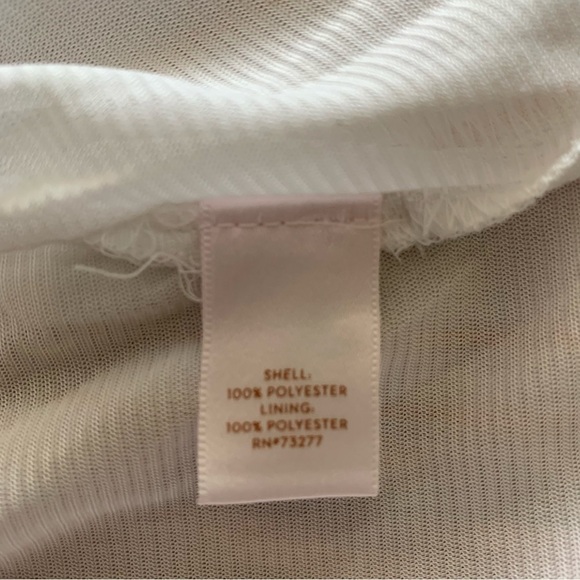 SHELL:
100% POLYESTER
LINING:
100% POLYESTER
RN#73277